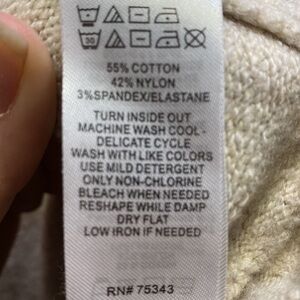 30
55% COTTON
42% NYLON
3%SPANDEX/ELASTANE
TURN INSIDE OUT
MACHINE WASH COOL -
DELICATE CYCLE
WASH WITH LIKE COLORS
USE MILD DETERGENT
ONLY NON-CHLORINE
BLEACH WHEN NEEDED
RESHAPE WHILE DAMP
DRY FLAT
LOW IRON IF NEEDED
RN# 75343